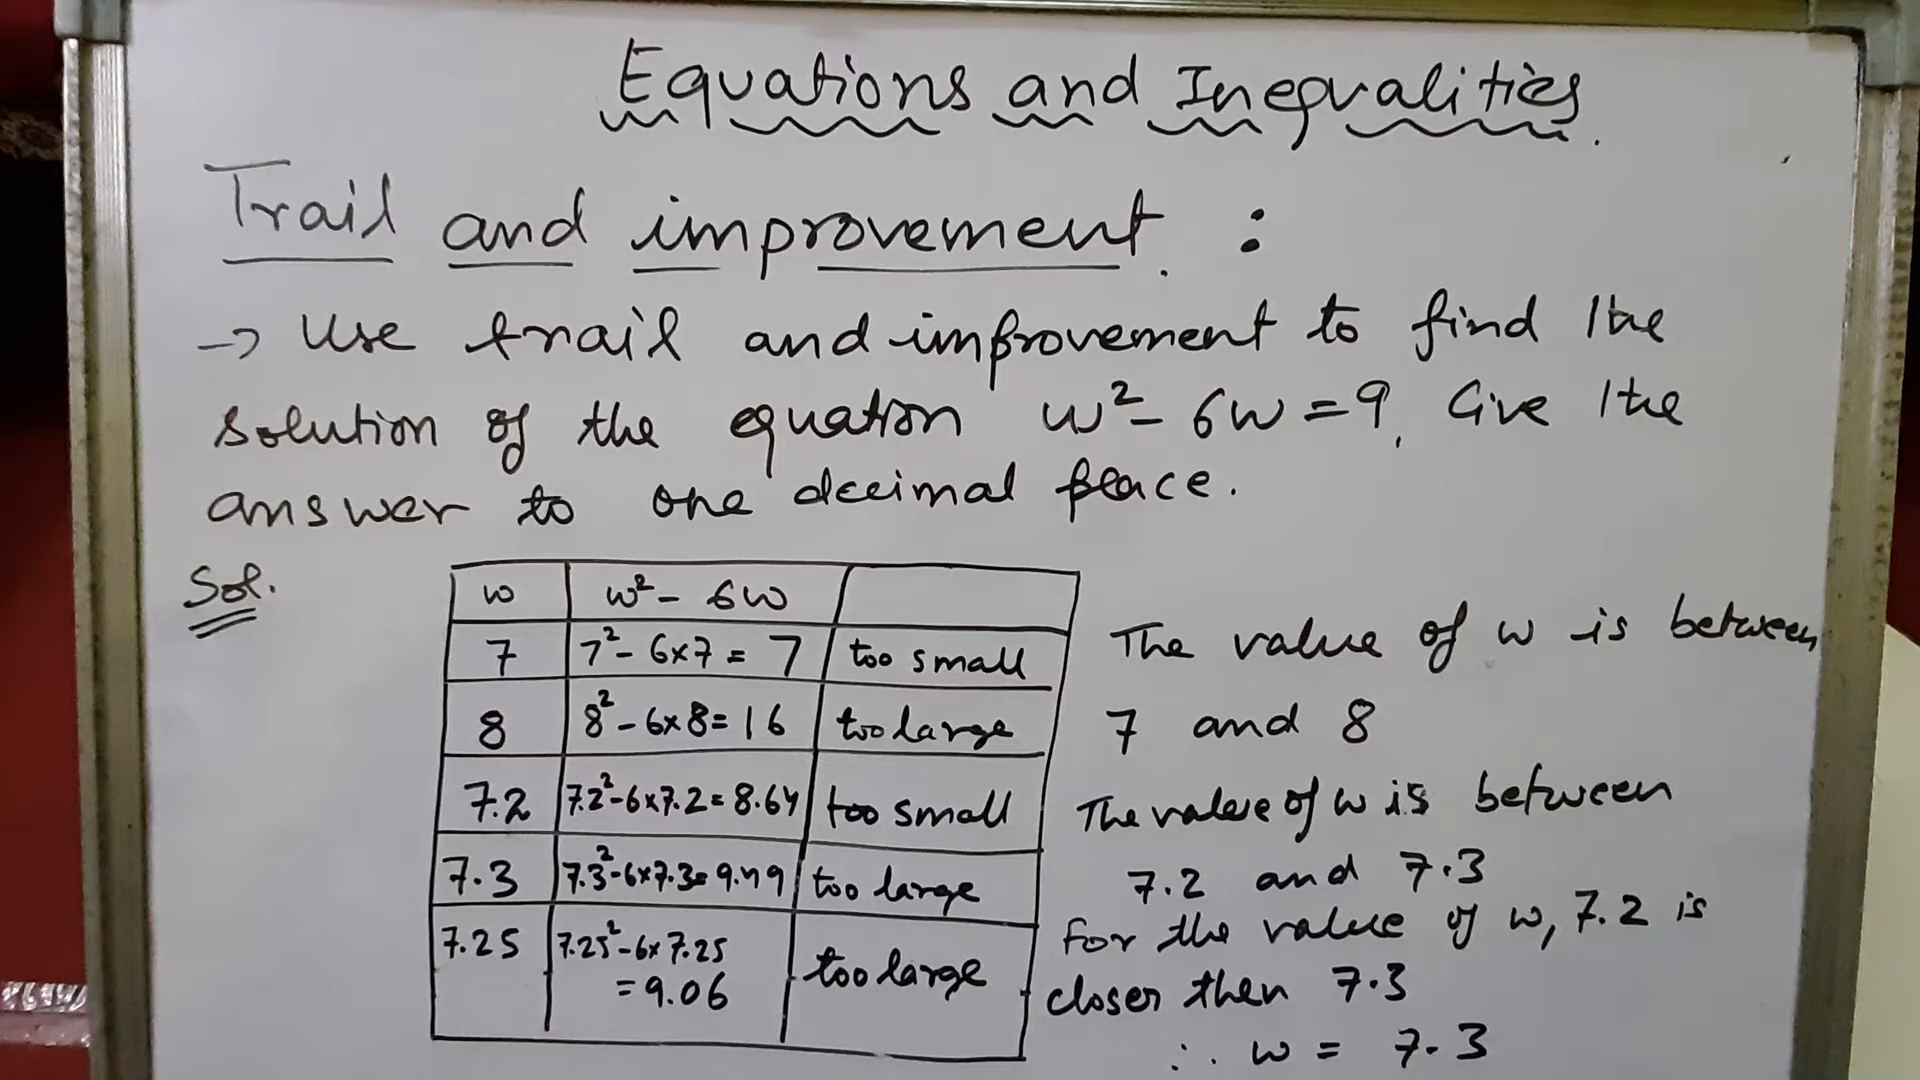 Equations and Inequalities.
Trail and improvement. :
→ Use trail and improvement to find the
solution of the equation w² - 6w = 9. Give the
answer to one decimal place.
Sol.
w | w² - 6w
7 | 7² - 6×7 = 7 | too small
8 | 8² - 6×8 = 16 | too large
7.2 | 7.2² - 6×7.2 = 8.64 | too small
7.3 | 7.3² - 6×7.3 = 9.49 | too large
7.25 | 7.25² - 6×7.25
= 9.06 | too large
The value of w is between
7 and 8
The value of w is between
7.2 and 7.3
For the value of w, 7.2 is
closer then 7.3
∴ w = 7.3